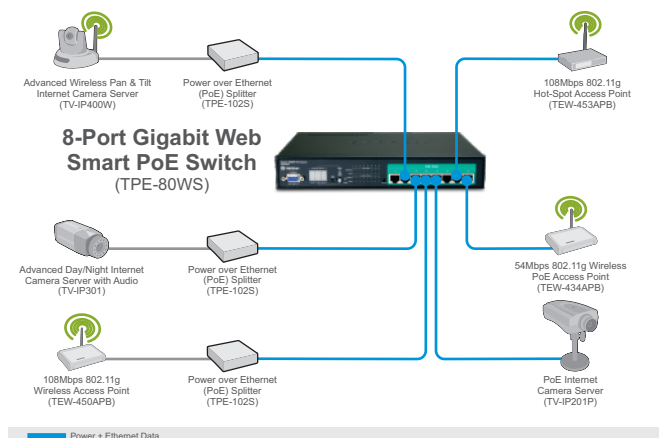 Advanced Wireless Pan & Tilt
Internet Camera Server
(TV-IP400W)
Power over Ethernet
(PoE) Splitter
(TPE-102S)
108Mbps 802.11g
Hot-Spot Access Point
(TEW-453APB)
8-Port Gigabit Web
Smart PoE Switch
(TPE-80WS)
Advanced Day/Night Internet
Camera Server with Audio
(TV-IP301)
Power over Ethernet
(PoE) Splitter
(TPE-102S)
54Mbps 802.11g Wireless
PoE Access Point
(TEW-434APB)
108Mbps 802.11g
Wireless Access Point
(TEW-450APB)
Power over Ethernet
(PoE) Splitter
(TPE-102S)
PoE Internet
Camera Server
(TV-IP201P)
Power + Ethernet Data